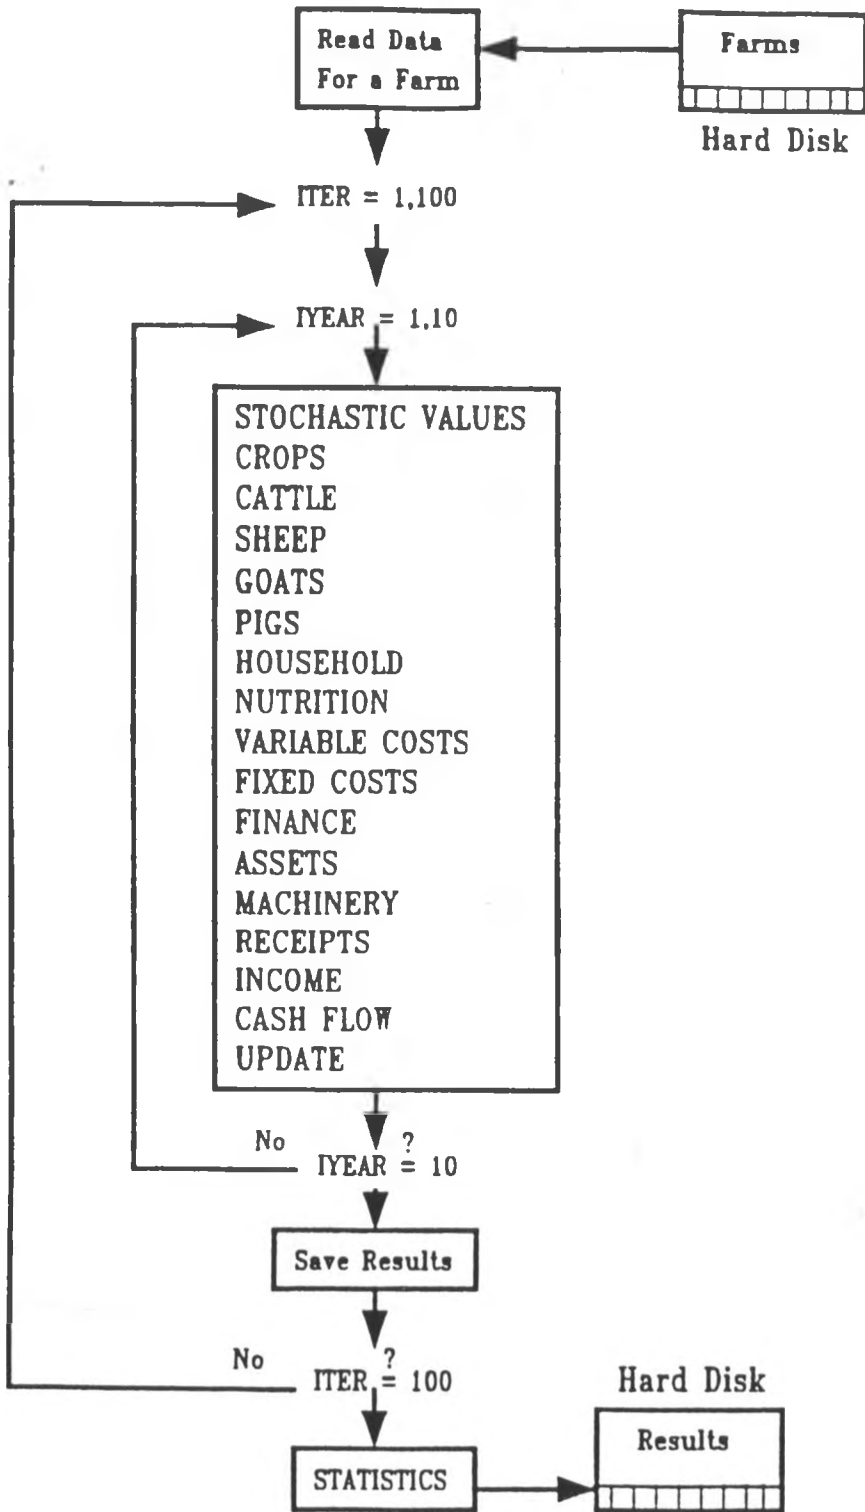 Read Data
For a Farm
Farms
Hard Disk
ITER = 1,100
IYEAR = 1,10
STOCHASTIC VALUES
CROPS
CATTLE
SHEEP
GOATS
PIGS
HOUSEHOLD
NUTRITION
VARIABLE COSTS
FIXED COSTS
FINANCE
ASSETS
MACHINERY
RECEIPTS
INCOME
CASH FLOW
UPDATE
No
?
IYEAR = 10
Save Results
No
?
ITER = 100
Hard Disk
Results
STATISTICS